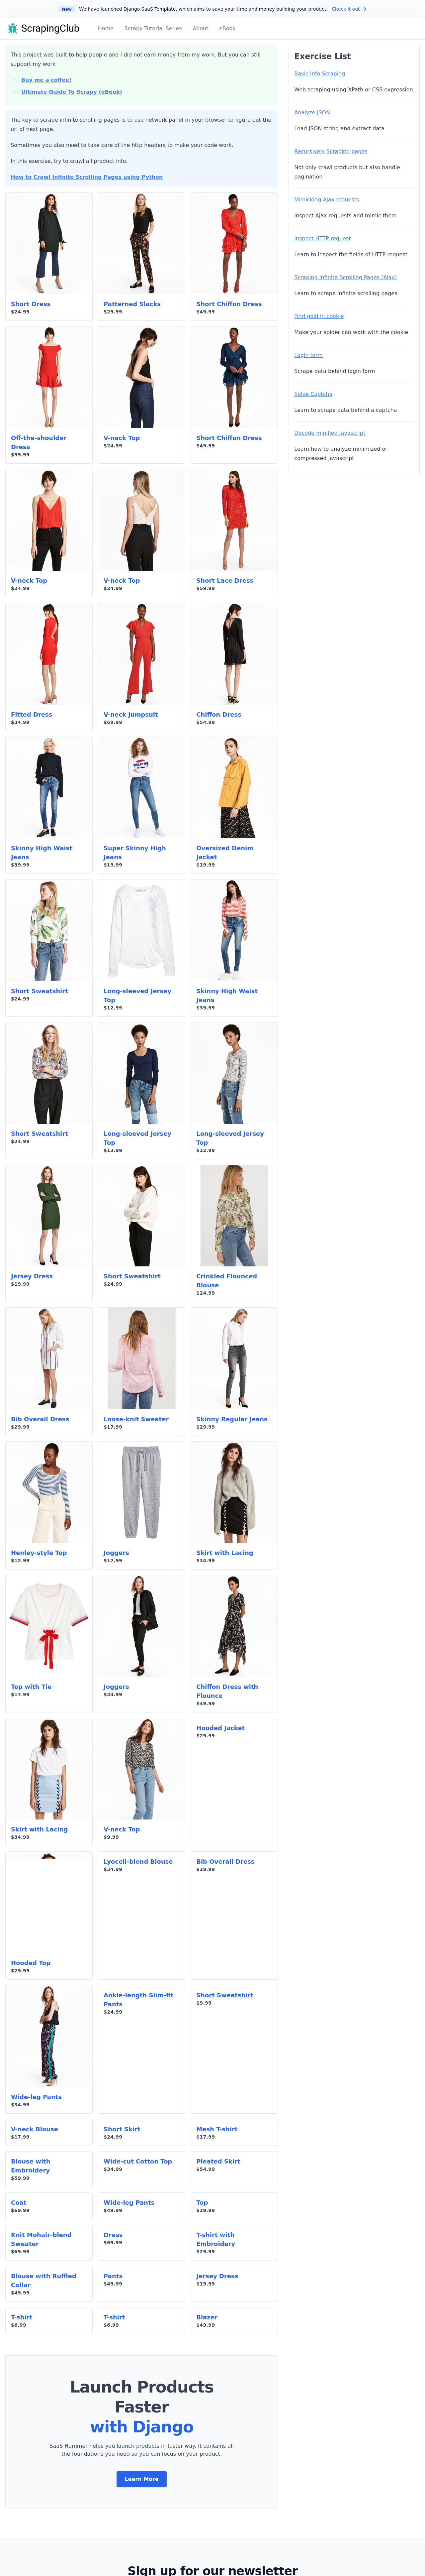 New We have launched Django SaaS Template, which aims to save your time and money building your product. Check it out →
ScrapingClub Home Scrapy Tutorial Series About eBook
This project was built to help people and I did not earn money from my work. But you can still
support my work
Buy me a coffee!
Ultimate Guide To Scrapy (eBook)
The key to scrape infinite scrolling pages is to use network panel in your browser to figure out the
url of next page.
Sometimes you also need to take care of the http headers to make your code work.
In this exercise, try to crawl all product info.
How to Crawl Infinite Scrolling Pages using Python
Exercise List
Basic Info Scraping
Web scraping using XPath or CSS expression
Analyze JSON
Load JSON string and extract data
Recursively Scraping pages
Not only crawl products but also handle
pagination
Mimicking Ajax requests
Inspect Ajax requests and mimic them
Inspect HTTP request
Learn to inspect the fields of HTTP request
Scraping Infinite Scrolling Pages (Ajax)
Learn to scrape infinite scrolling pages
Find gold in cookie
Make your spider can work with the cookie
Login form
Scrape data behind login form
Solve Captcha
Learn to scrape data behind a captcha
Decode minified javascript
Learn how to analyze minimized or
compressed javascript
Short Dress
$24.99
Patterned Slacks
$29.99
Short Chiffon Dress
$49.99
Off-the-shoulder
Dress
$59.99
V-neck Top
$24.99
Short Chiffon Dress
$49.99
V-neck Top
$24.99
V-neck Top
$24.99
Short Lace Dress
$59.99
Fitted Dress
$34.99
V-neck Jumpsuit
$69.99
Chiffon Dress
$54.99
Skinny High Waist
Jeans
$39.99
PEPSI
Super Skinny High
Jeans
$19.99
Oversized Denim
Jacket
$19.99
Short Sweatshirt
$24.99
Long-sleeved Jersey
Top
$12.99
Skinny High Waist
Jeans
$39.99
Short Sweatshirt
$24.99
Long-sleeved Jersey
Top
$12.99
Long-sleeved Jersey
Top
$12.99
Jersey Dress
$19.99
Short Sweatshirt
$24.99
Crinkled Flounced
Blouse
$24.99
Bib Overall Dress
$29.99
Loose-knit Sweater
$17.99
Skinny Regular Jeans
$29.99
Henley-style Top
$12.99
Joggers
$17.99
Skirt with Lacing
$34.99
Top with Tie
$17.99
Joggers
$34.99
Chiffon Dress with
Flounce
$49.99
Skirt with Lacing
$34.99
V-neck Top
$9.99
Hooded Jacket
$29.99
Hooded Top
$29.99
Lyocell-blend Blouse
$34.99
Bib Overall Dress
$29.99
Wide-leg Pants
$34.99
Ankle-length Slim-fit
Pants
$24.99
Short Sweatshirt
$9.99
V-neck Blouse
$17.99
Short Skirt
$24.99
Mesh T-shirt
$17.99
Blouse with
Embroidery
$59.99
Wide-cut Cotton Top
$34.99
Pleated Skirt
$54.99
Coat
$69.99
Wide-leg Pants
$49.99
Top
$29.99
Knit Mohair-blend
Sweater
$69.99
Dress
$69.99
T-shirt with
Embroidery
$29.99
Blouse with Ruffled
Collar
$49.99
Pants
$49.99
Jersey Dress
$19.99
T-shirt
$6.99
T-shirt
$6.99
Blazer
$49.99
Launch Products
Faster
with Django
SaaS Hammer helps you launch products in faster way. It contains all
the foundations you need so you can focus on your product.
Learn More
Sign up for our newsletter